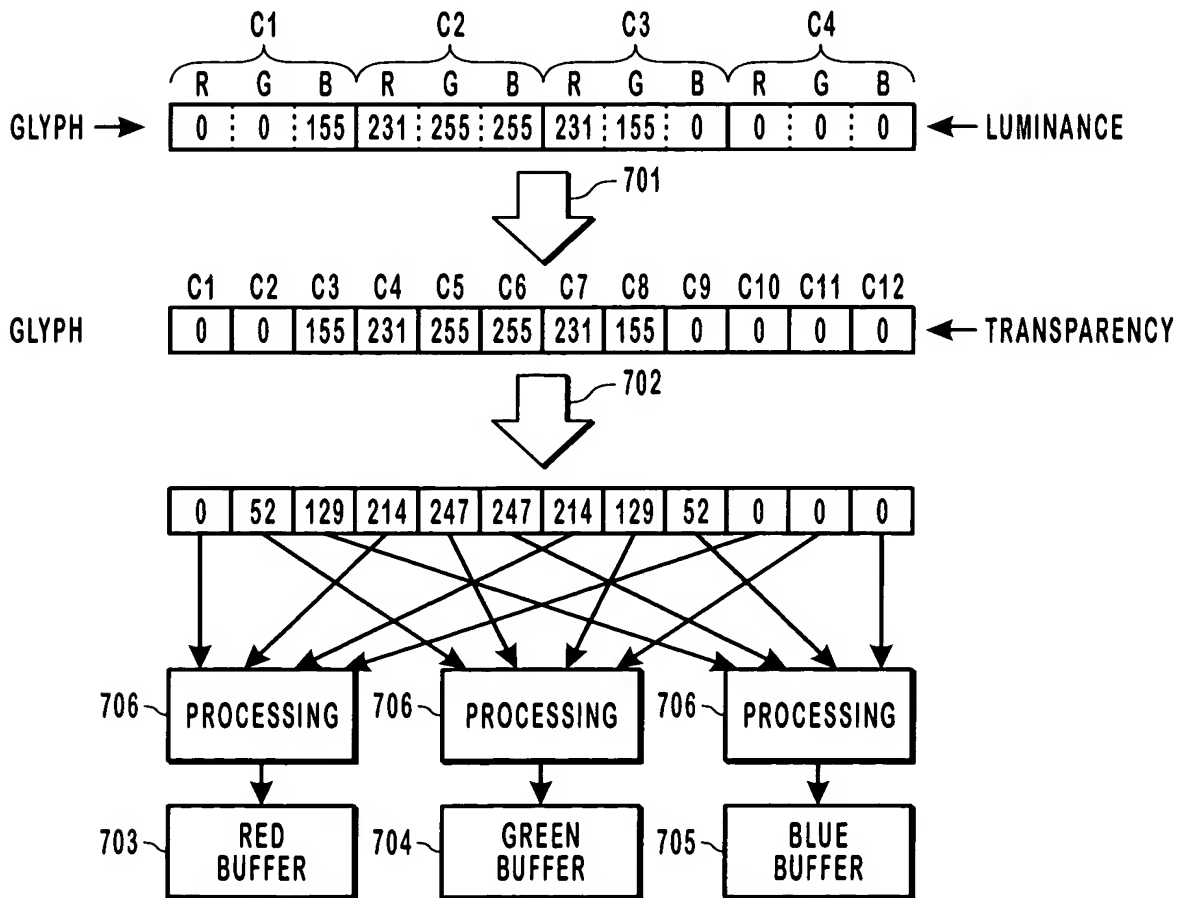 C1 C2 C3 C4
R G B R G B R G B R G B
GLYPH 0 0 155 231 255 255 231 155 0 0 0 0 LUMINANCE
701
C1 C2 C3 C4 C5 C6 C7 C8 C9 C10 C11 C12
GLYPH 0 0 155 231 255 255 231 155 0 0 0 0 TRANSPARENCY
702
0 52 129 214 247 247 214 129 52 0 0 0
706 PROCESSING 706 PROCESSING 706 PROCESSING
703 RED BUFFER 704 GREEN BUFFER 705 BLUE BUFFER